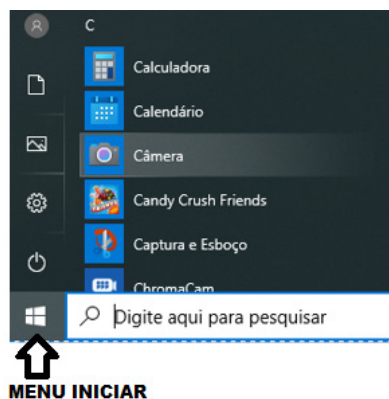 C
Calculadora
Calendário
Câmera
Candy Crush Friends
Captura e Esboço
ChromaCam
Digite aqui para pesquisar
MENU INICIAR